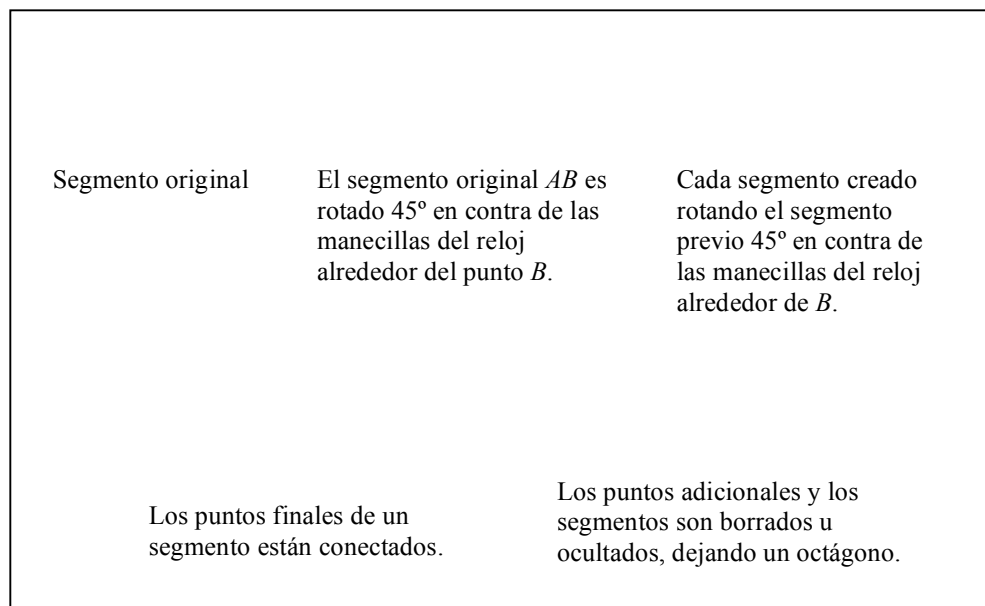 Segmento original
El segmento original AB es
rotado 45º en contra de las
manecillas del reloj
alrededor del punto B.
Cada segmento creado
rotando el segmento
previo 45º en contra de
las manecillas del reloj
alrededor de B.
Los puntos finales de un
segmento están conectados.
Los puntos adicionales y los
segmentos son borrados u
ocultados, dejando un octágono.